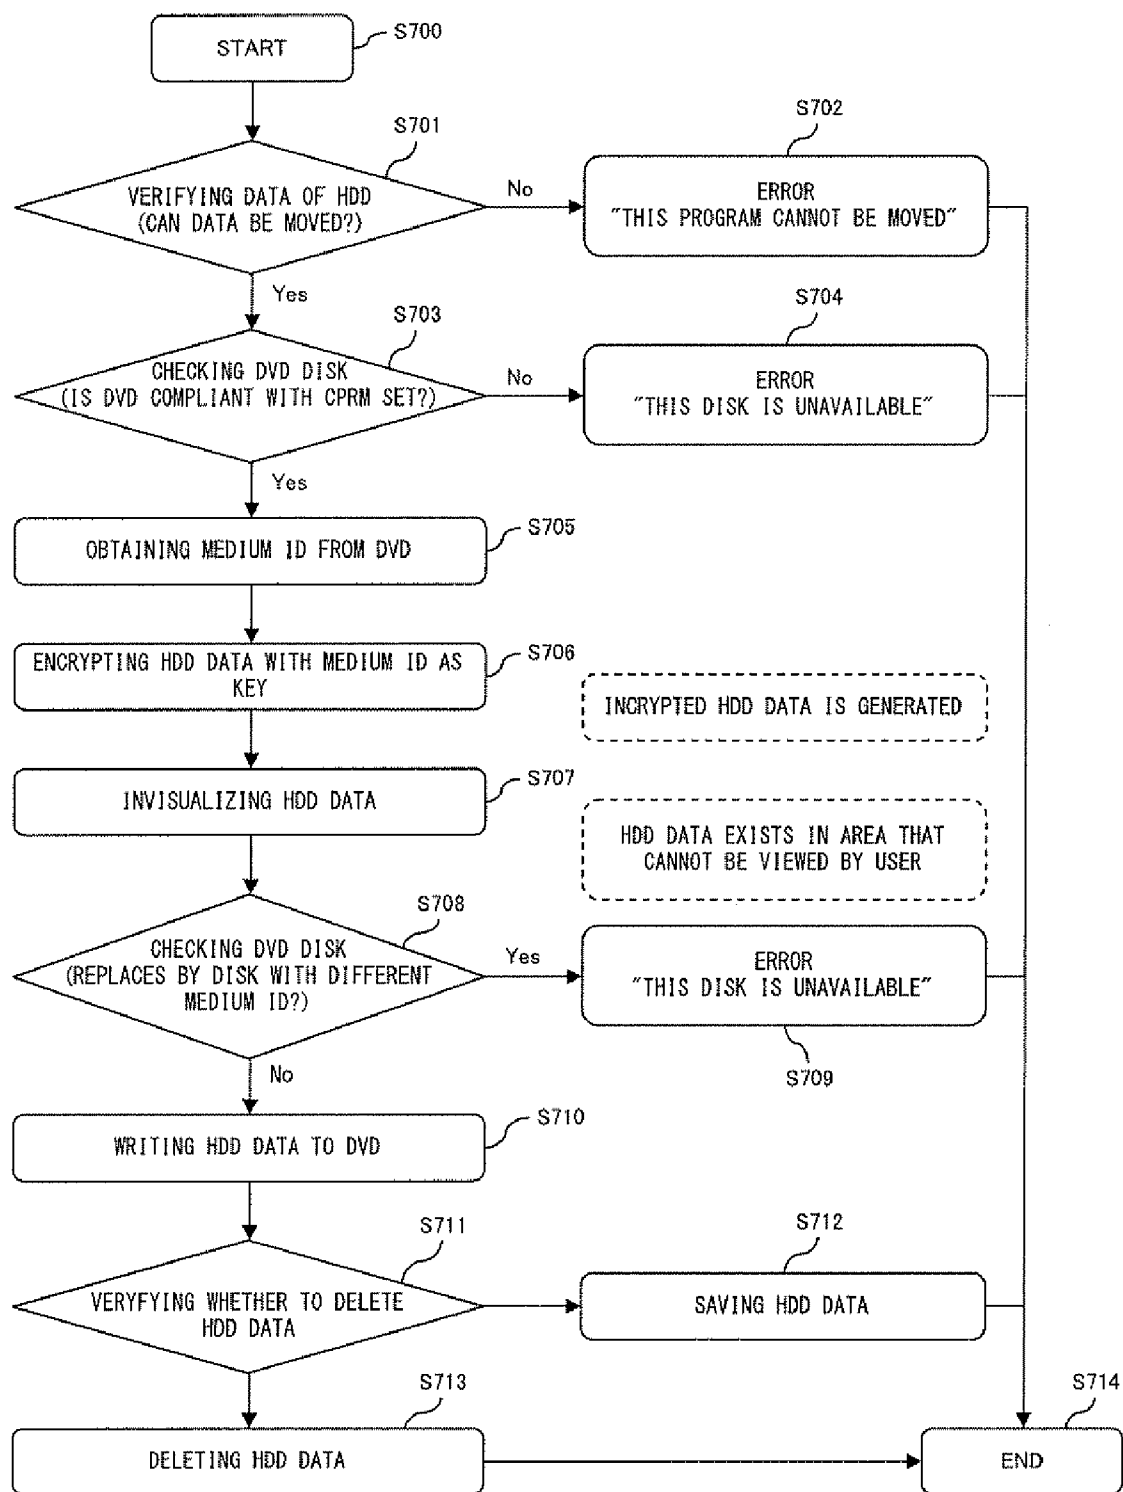 START
S700
S701
VERIFYING DATA OF HDD
(CAN DATA BE MOVED?)
No
S702
ERROR
"THIS PROGRAM CANNOT BE MOVED"
Yes
S703
CHECKING DVD DISK
(IS DVD COMPLIANT WITH CPRM SET?)
No
S704
ERROR
"THIS DISK IS UNAVAILABLE"
Yes
S705
OBTAINING MEDIUM ID FROM DVD
S706
ENCRYPTING HDD DATA WITH MEDIUM ID AS
KEY
INCRYPTED HDD DATA IS GENERATED
S707
INVISUALIZING HDD DATA
HDD DATA EXISTS IN AREA THAT
CANNOT BE VIEWED BY USER
S708
CHECKING DVD DISK
(REPLACES BY DISK WITH DIFFERENT
MEDIUM ID?)
Yes
ERROR
"THIS DISK IS UNAVAILABLE"
S709
No
S710
WRITING HDD DATA TO DVD
S711
VERYFYING WHETHER TO DELETE
HDD DATA
S712
SAVING HDD DATA
S713
DELETING HDD DATA
S714
END